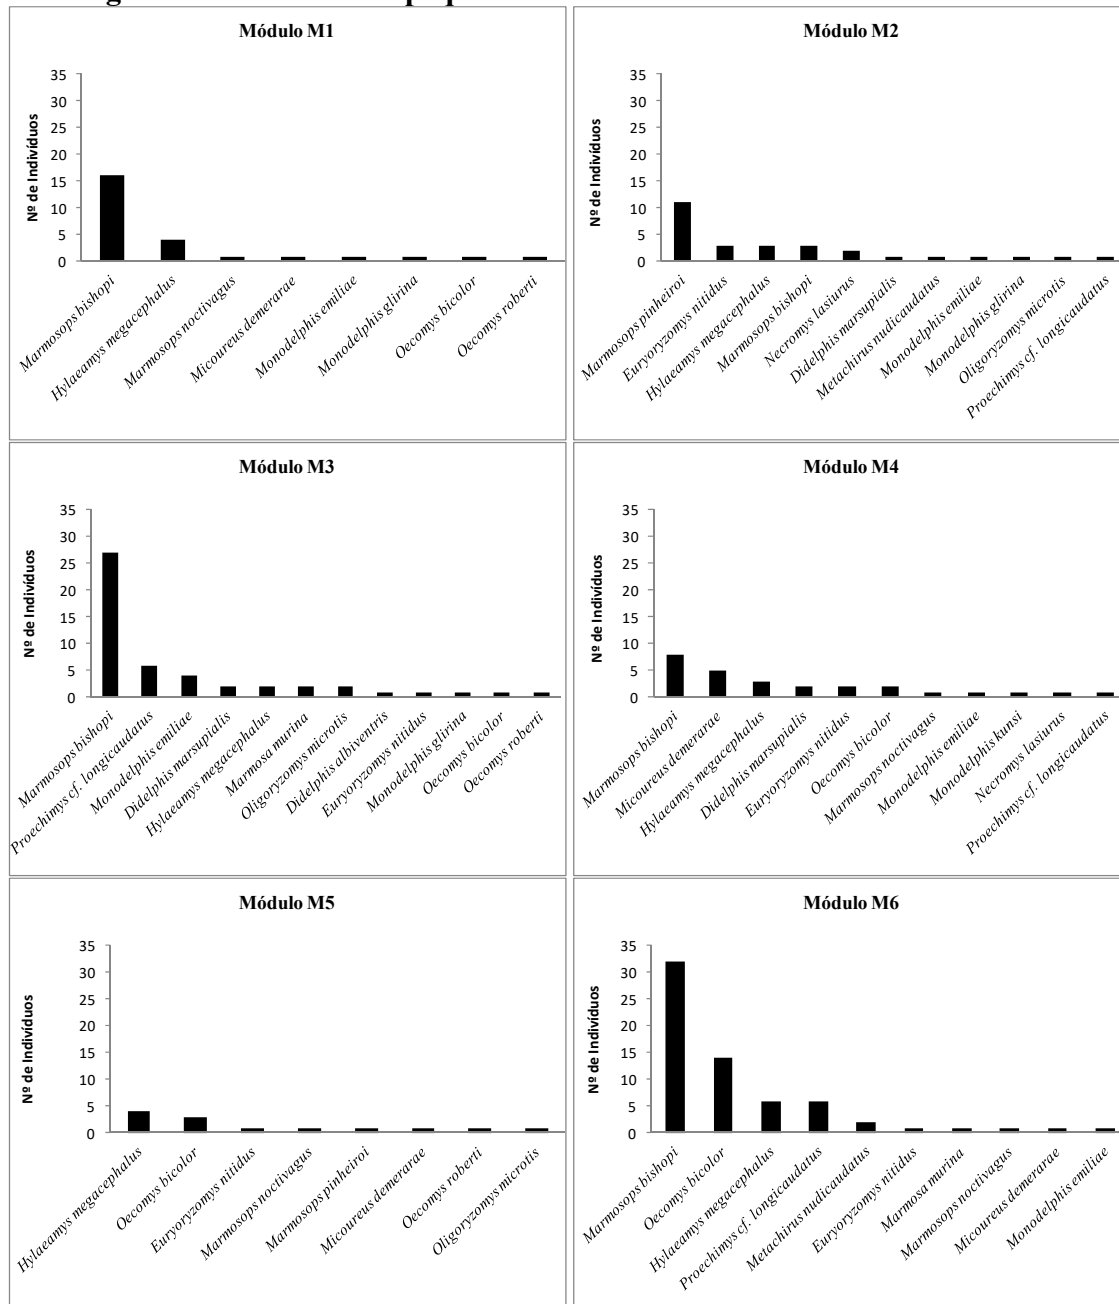 Módulo M1
Nº de Indivíduos
35
30
25
20
15
10
5
0
Marmosops bishopi
Hylaeamys megacephalus
Marmosops noctivagus
Micoureus demerarae
Monodelphis emiliae
Monodelphis glirina
Oecomys bicolor
Oecomys roberti
Módulo M2
Nº de Indivíduos
35
30
25
20
15
10
5
0
Marmosops pinheiroi
Euryoryzomys nitidus
Hylaeamys megacephalus
Marmosops bishopi
Necromys lasiurus
Didelphis marsupialis
Metachirus nudicaudatus
Monodelphis emiliae
Monodelphis glirina
Oligoryzomys microtis
Proechimys cf. longicaudatus
Módulo M3
Nº de Indivíduos
35
30
25
20
15
10
5
0
Marmosops bishopi
Proechimys cf. longicaudatus
Monodelphis emiliae
Didelphis marsupialis
Hylaeamys megacephalus
Marmosa murina
Oligoryzomys microtis
Didelphis albiventris
Euryoryzomys nitidus
Monodelphis glirina
Oecomys bicolor
Oecomys roberti
Módulo M4
Nº de Indivíduos
35
30
25
20
15
10
5
0
Marmosops bishopi
Micoureus demerarae
Hylaeamys megacephalus
Didelphis marsupialis
Euryoryzomys nitidus
Oecomys bicolor
Marmosops noctivagus
Monodelphis emiliae
Monodelphis kunsi
Necromys lasiurus
Proechimys cf. longicaudatus
Módulo M5
Nº de Indivíduos
35
30
25
20
15
10
5
0
Hylaeamys megacephalus
Oecomys bicolor
Euryoryzomys nitidus
Marmosops noctivagus
Marmosops pinheiroi
Micoureus demerarae
Oecomys roberti
Oligoryzomys microtis
Módulo M6
Nº de Indivíduos
35
30
25
20
15
10
5
0
Marmosops bishopi
Oecomys bicolor
Hylaeamys megacephalus
Proechimys cf. longicaudatus
Metachirus nudicaudatus
Euryoryzomys nitidus
Marmosa murina
Marmosops noctivagus
Micoureus demerarae
Monodelphis emiliae